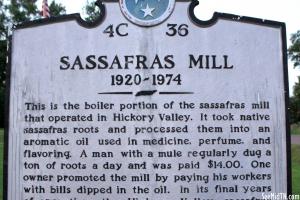 4C 36
SASSAFRAS MILL
1920-1974
This is the boiler portion of the sassafras mill
that operated in Hickory Valley. It took native
sassafras roots and processed them into an
aromatic oil used in medicine, perfume, and
flavoring. A man with a mule regularly dug a
ton of roots a day and was paid $14.00. One
owner promoted the mill by paying his workers
with bills dipped in the oil. In its final years